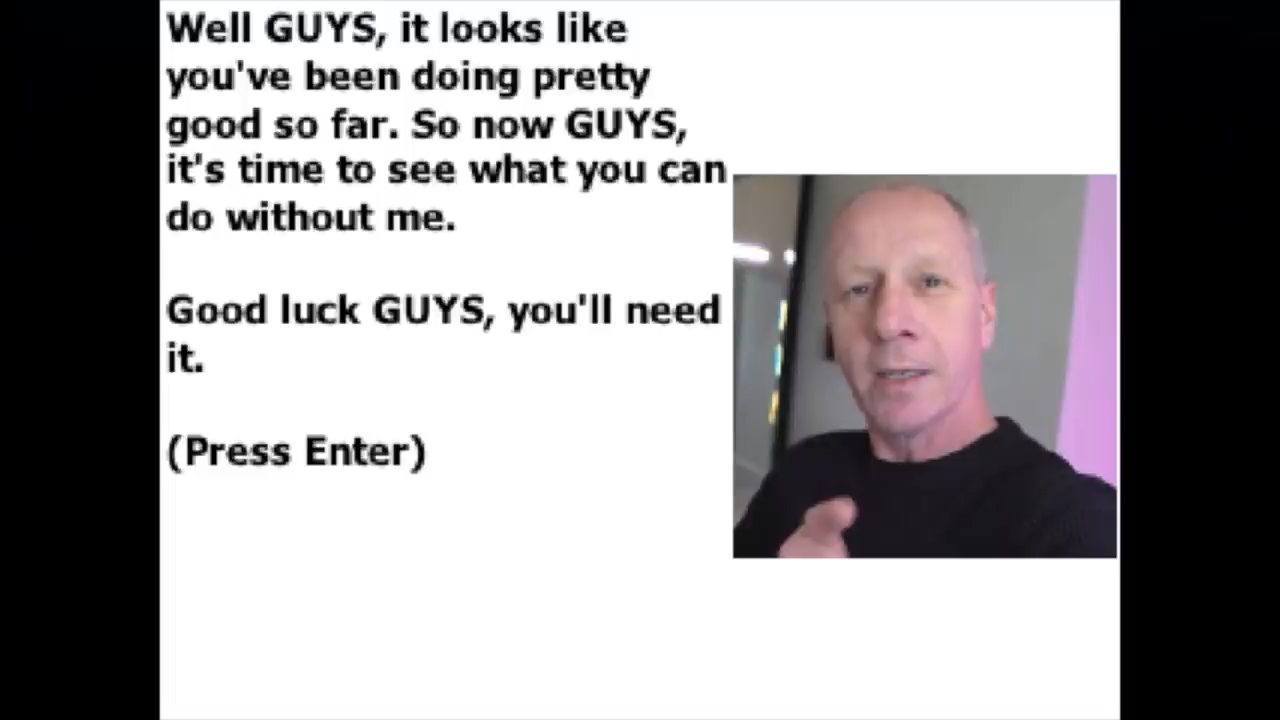 Well GUYS, it looks like
you've been doing pretty
good so far. So now GUYS,
it's time to see what you can
do without me.
Good luck GUYS, you'll need
it.
(Press Enter)